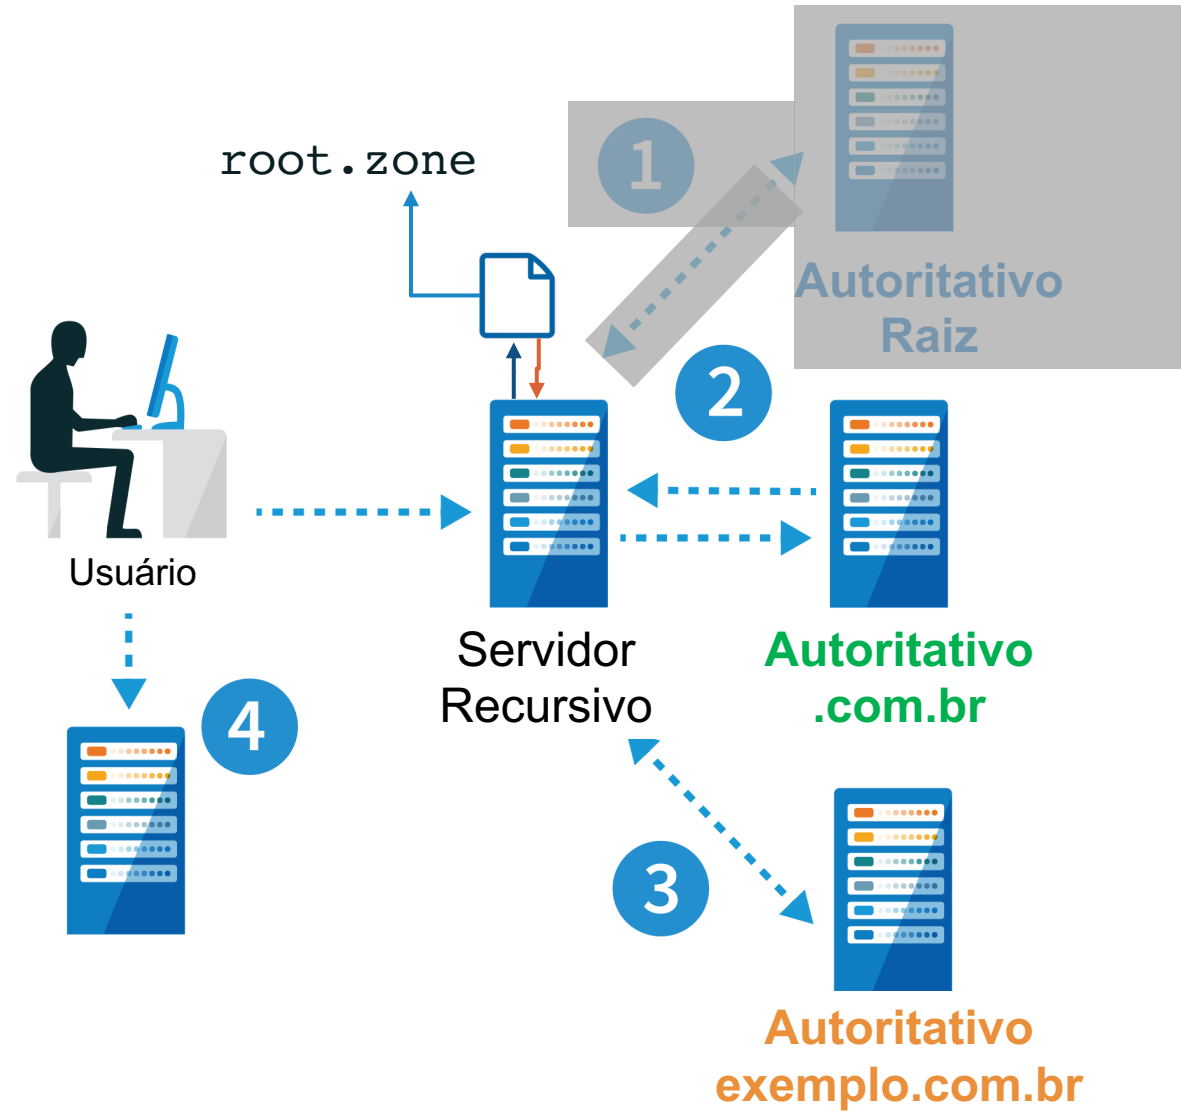 1
root.zone
Autoritativo
Raiz
2
Usuário
Servidor
Recursivo
Autoritativo
.com.br
4
3
Autoritativo
exemplo.com.br